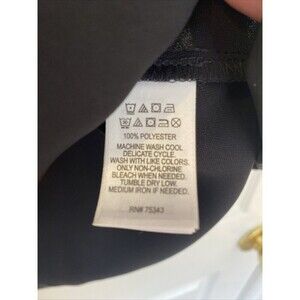 100% POLYESTER
MACHINE WASH COOL.
DELICATE CYCLE.
WASH WITH LIKE COLORS.
ONLY NON-CHLORINE
BLEACH WHEN NEEDED.
TUMBLE DRY LOW.
MEDIUM IRON IF NEEDED.
RN# 75343